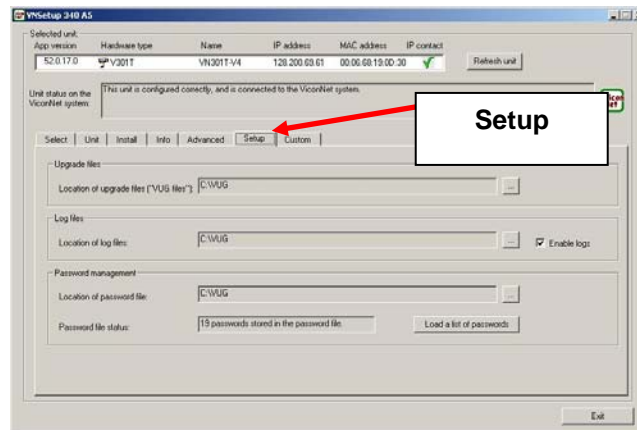 VNSetup 340 A5
Selected unit:
App version Hardware type Name IP address MAC address IP contact
52.0.17.0 V301T VN301T-V4 128.200.69.61 00:06:68:19:0D:30 Refresh unit
Unit status on the ViconNet system:
This unit is configured correctly, and is connected to the ViconNet system.
Setup
Select Unit Install Info Advanced Setup Custom
Upgrade files
Location of upgrade files ("VUG files"): C:\VUG ...
Log files
Location of log files: C:\VUG ... Enable logs
Password management
Location of password file: C:\VUG ...
Password file status: 19 passwords stored in the password file. Load a list of passwords
Exit